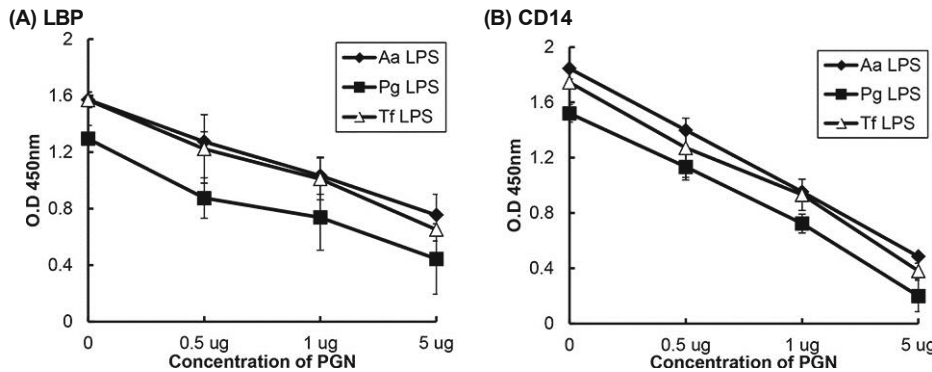 (A) LBP
2
1.6
1.2
0.8
0.4
0
O.D 450nm
Aa LPS
Pg LPS
Tf LPS
0 0.5 ug 1 ug 5 ug
Concentration of PGN
(B) CD14
2
1.6
1.2
0.8
0.4
0
O.D 450nm
Aa LPS
Pg LPS
Tf LPS
0 0.5 ug 1 ug 5 ug
Concentration of PGN